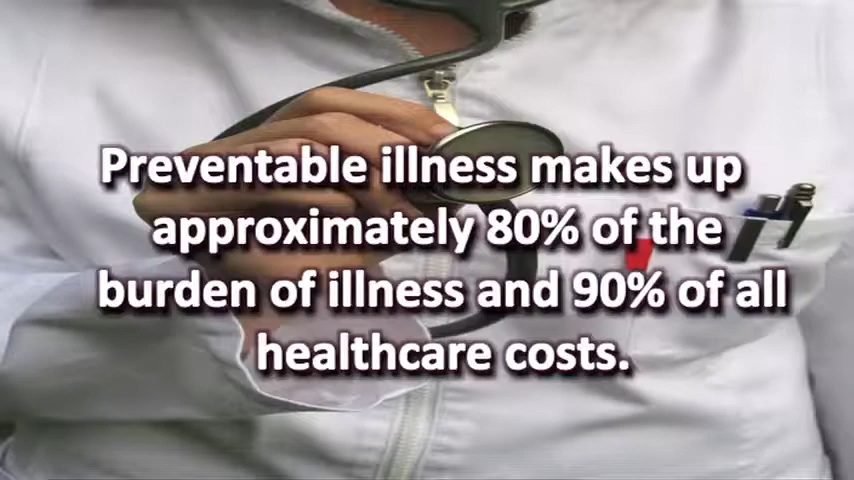 Preventable illness makes up
approximately 80% of the
burden of illness and 90% of all
healthcare costs.